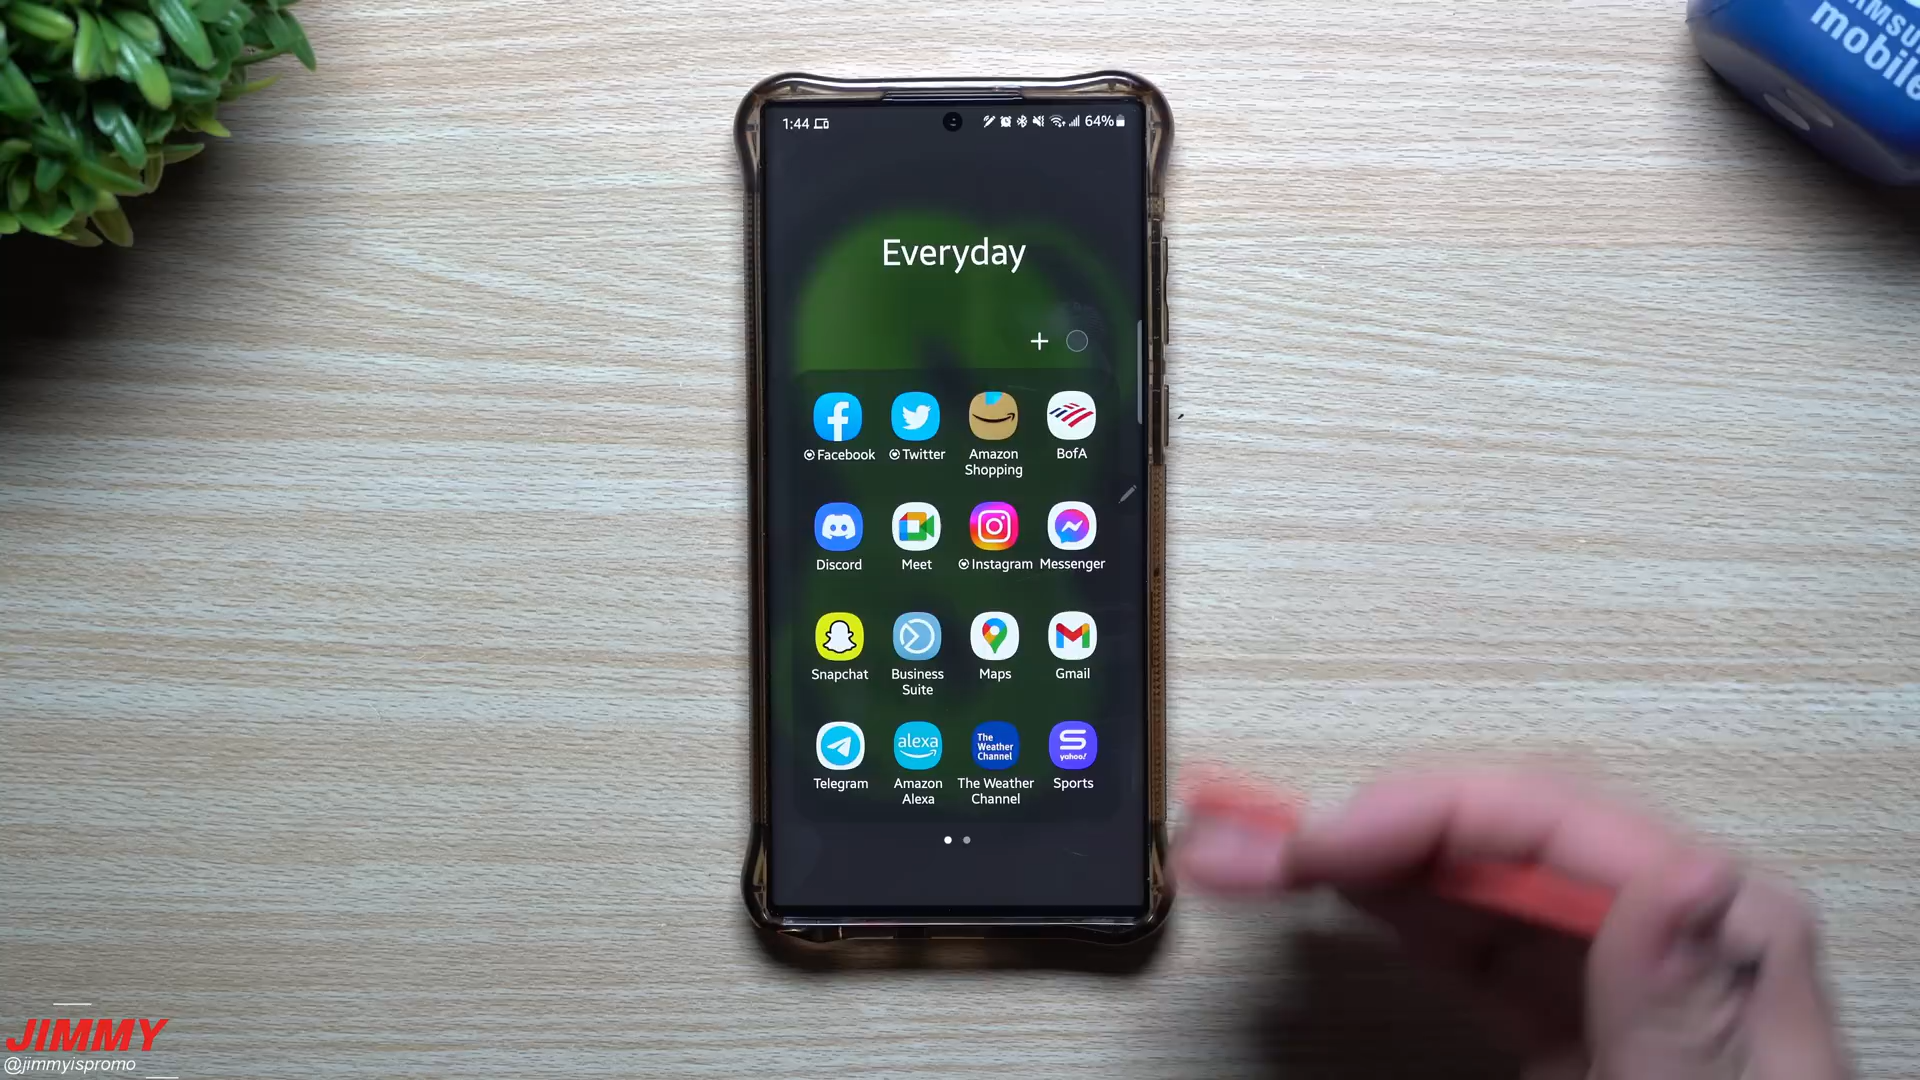 SAMSUNG
mobile
1:44
64%
Everyday
Facebook
Twitter
Amazon
Shopping
BofA
Discord
Meet
Instagram
Messenger
Snapchat
Business
Suite
Maps
Gmail
alexa
The
Weather
Channel
yahoo!
Telegram
Amazon
Alexa
The Weather
Channel
Sports
JIMMY
@jimmyispromo